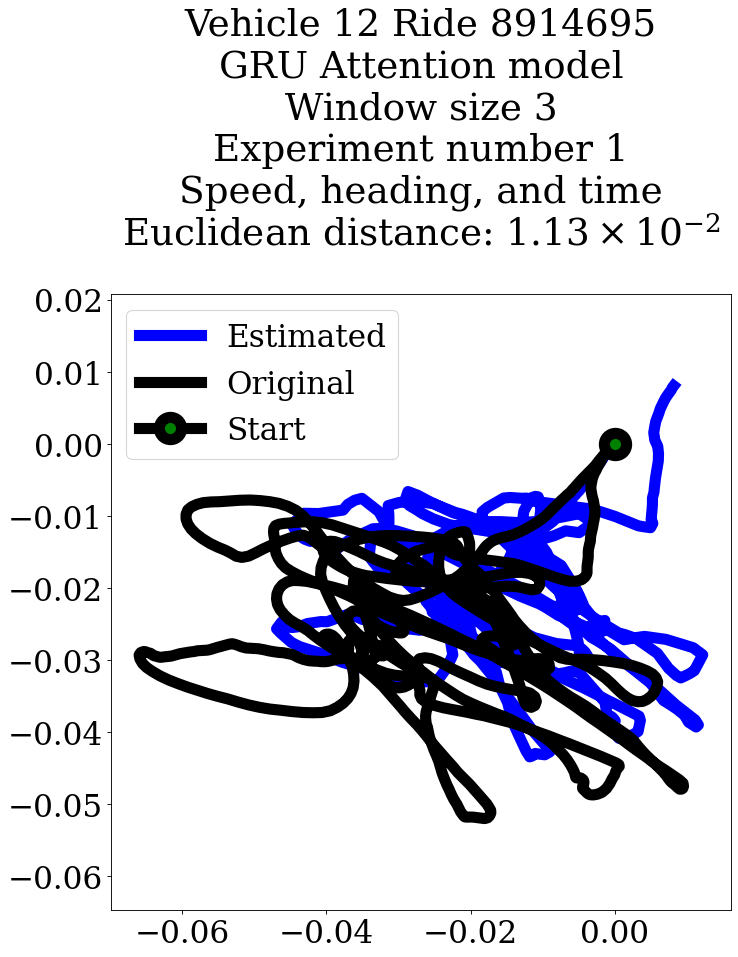 Vehicle 12 Ride 8914695
GRU Attention model
Window size 3
Experiment number 1
Speed, heading, and time
Euclidean distance: 1.13 × 10⁻²
0.02
0.01
0.00
−0.01
−0.02
−0.03
−0.04
−0.05
−0.06
Estimated
Original
Start
−0.06 −0.04 −0.02 0.00